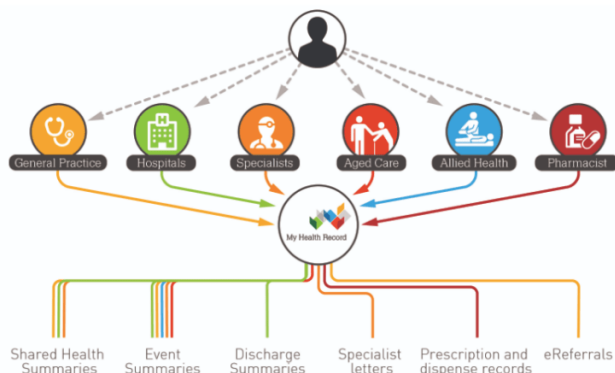 General Practice
Hospitals
Specialists
Aged Care
Allied Health
Pharmacist
My Health Record
Shared Health
Summaries
Event
Summaries
Discharge
Summaries
Specialist
letters
Prescription and
dispense records
eReferrals